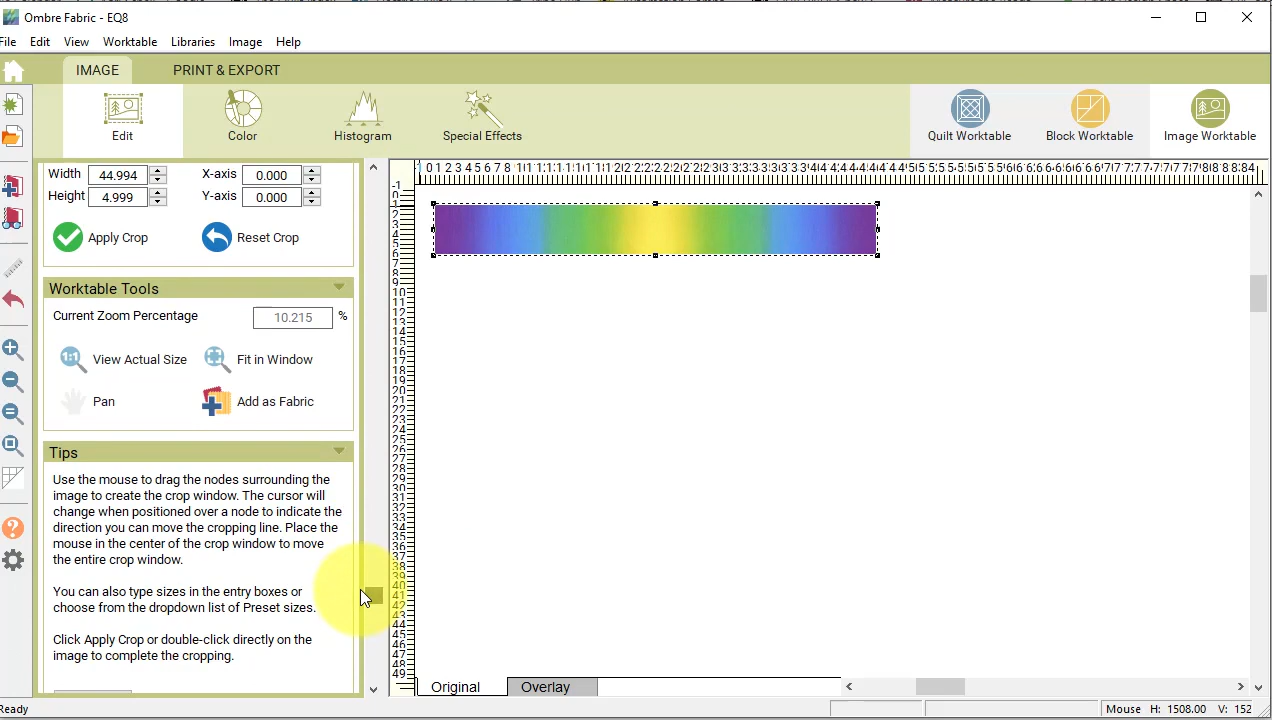 Ombre Fabric - EQ8
File Edit View Worktable Libraries Image Help
IMAGE PRINT & EXPORT
Edit Color Histogram Special Effects Quilt Worktable Block Worktable Image Worktable
Width 44.994 X-axis 0.000
Height 4.999 Y-axis 0.000
Apply Crop Reset Crop
Worktable Tools
Current Zoom Percentage 10.215 %
1:1 View Actual Size Fit in Window
Pan Add as Fabric
Tips
Use the mouse to drag the nodes surrounding the
image to create the crop window. The cursor will
change when positioned over a node to indicate the
direction you can move the cropping line. Place the
mouse in the center of the crop window to move
the entire crop window.
You can also type sizes in the entry boxes or
choose from the dropdown list of Preset sizes.
Click Apply Crop or double-click directly on the
image to complete the cropping.
Original Overlay
Ready Mouse H: 1508.00 V: 152